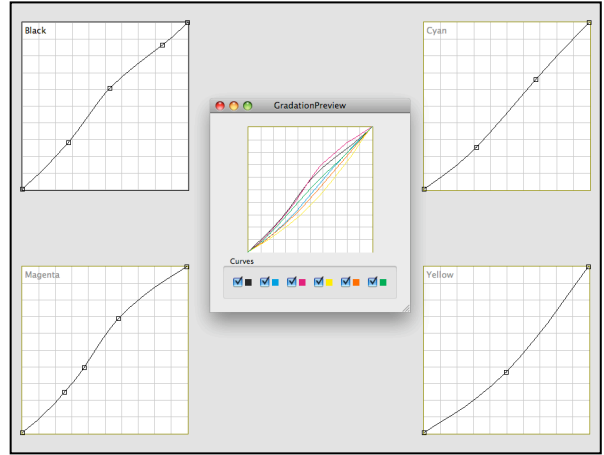 Black
Cyan
GradationPreview
Curves
Magenta
Yellow